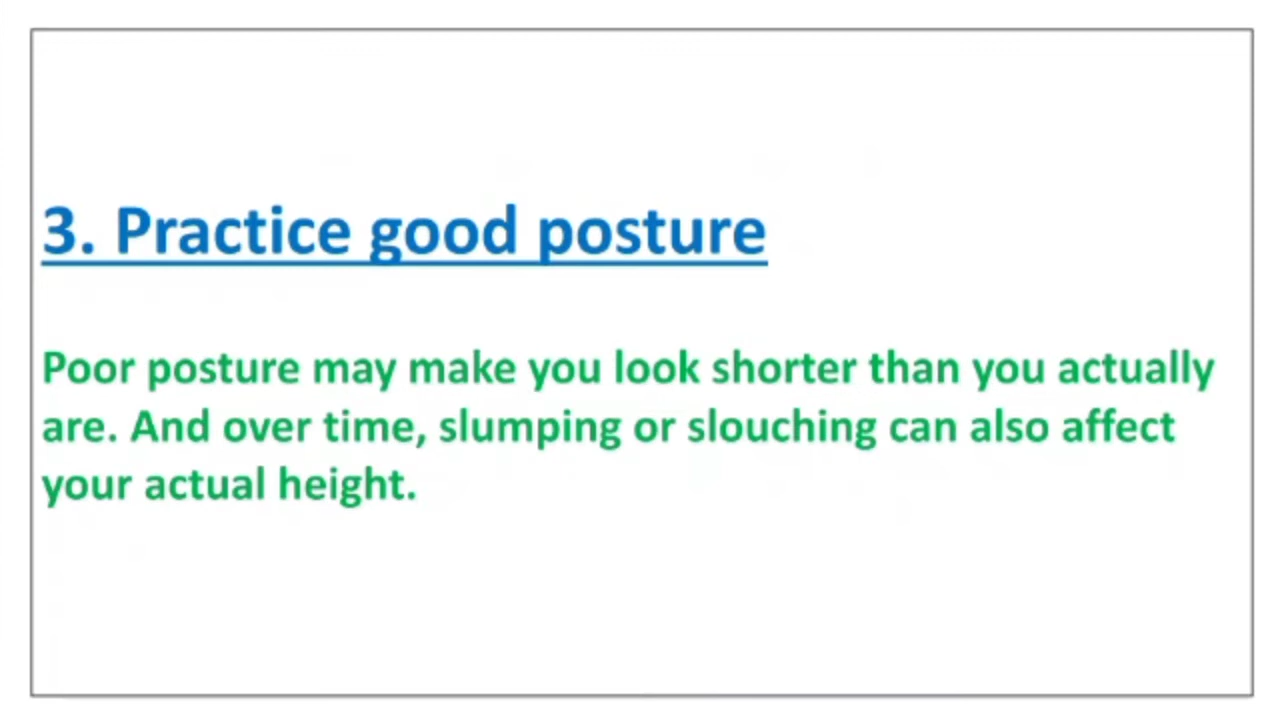 3. Practice good posture
Poor posture may make you look shorter than you actually
are. And over time, slumping or slouching can also affect
your actual height.